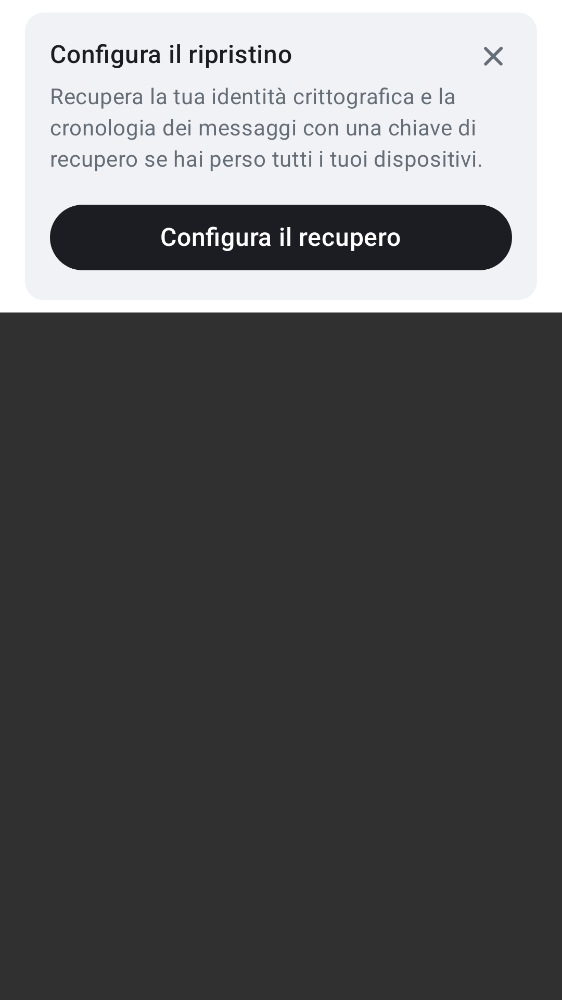 Configura il ripristino
Recupera la tua identità crittografica e la
cronologia dei messaggi con una chiave di
recupero se hai perso tutti i tuoi dispositivi.
Configura il recupero